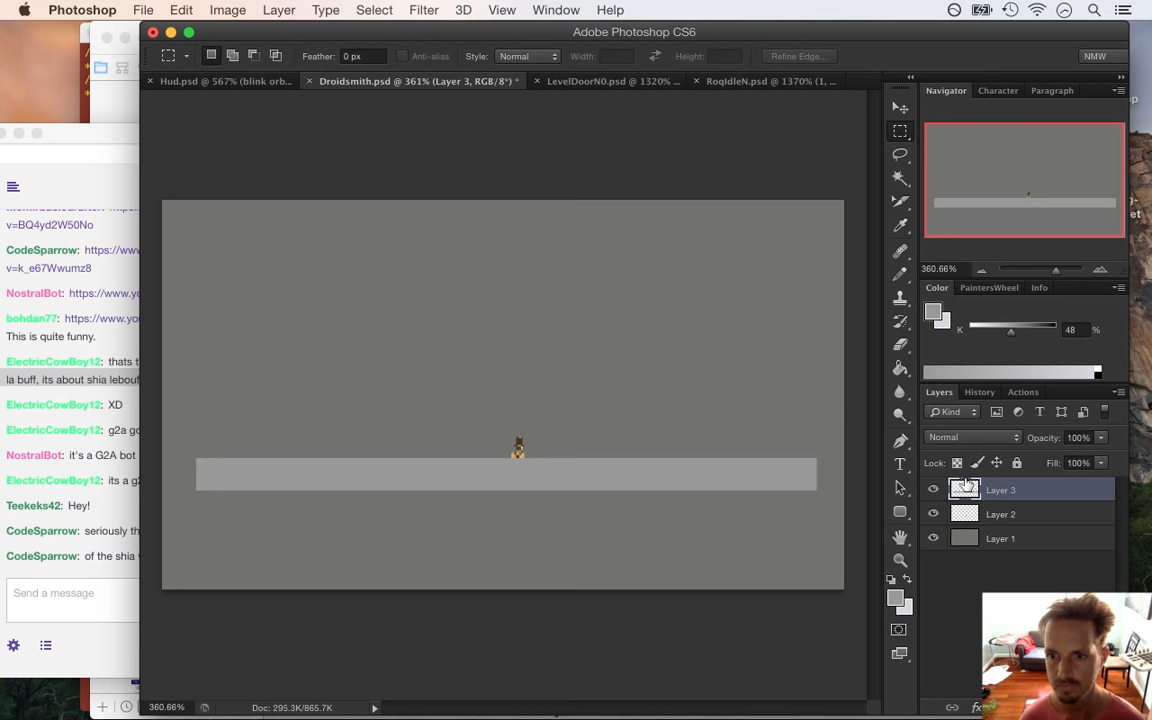 Photoshop File Edit Image Layer Type Select Filter 3D View Window Help
Adobe Photoshop CS6
Feather: 0 px Anti-alias Style: Normal Width: Height: Refine Edge... NMW
Hud.psd @ 567% (blink orb... Droidsmith.psd @ 361% (Layer 3, RGB/8*) * LevelDoorN0.psd @ 1320% ... RoqIdleN.psd @ 1370% (1, ...
Navigator Character Paragraph
360.66%
Color PaintersWheel Info
K 48 %
Layers History Actions
Kind
Normal Opacity: 100%
Lock: Fill: 100%
Layer 3
Layer 2
Layer 1
fx
360.66% Doc: 295.3K/865.7K
v=BQ4yd2W50No
CodeSparrow: https://www
v=k_e67Wwumz8
NostralBot: https://www.yo
bohdan77: https://www.yo
This is quite funny.
ElectricCowBoy12: thats t
la buff, its about shia lebouf
ElectricCowBoy12: XD
ElectricCowBoy12: g2a go
NostralBot: it's a G2A bot
ElectricCowBoy12: its a g2
Teekeks42: Hey!
CodeSparrow: seriously th
CodeSparrow: of the shia
Send a message